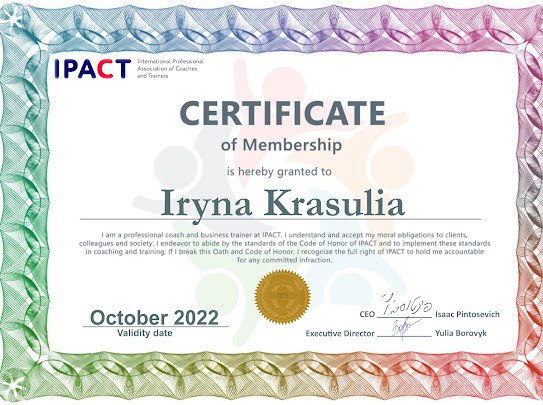 IPACT
International Professional
Association of Coaches
and Trainers
CERTIFICATE
of Membership
is hereby granted to
Iryna Krasulia
I am a professional coach and business trainer at IPACT. I understand and accept my moral obligations to clients,
colleagues and society. I endeavor to abide by the standards of the Code of Honor of IPACT and to implement these standards
in coaching and training. If I break this Oath and Code of Honor, I recognize the full right of IPACT to hold me accountable
for any committed infraction.
October 2022
Validity date
CEO Isaac Pintosevich
Executive Director Yulia Borovyk